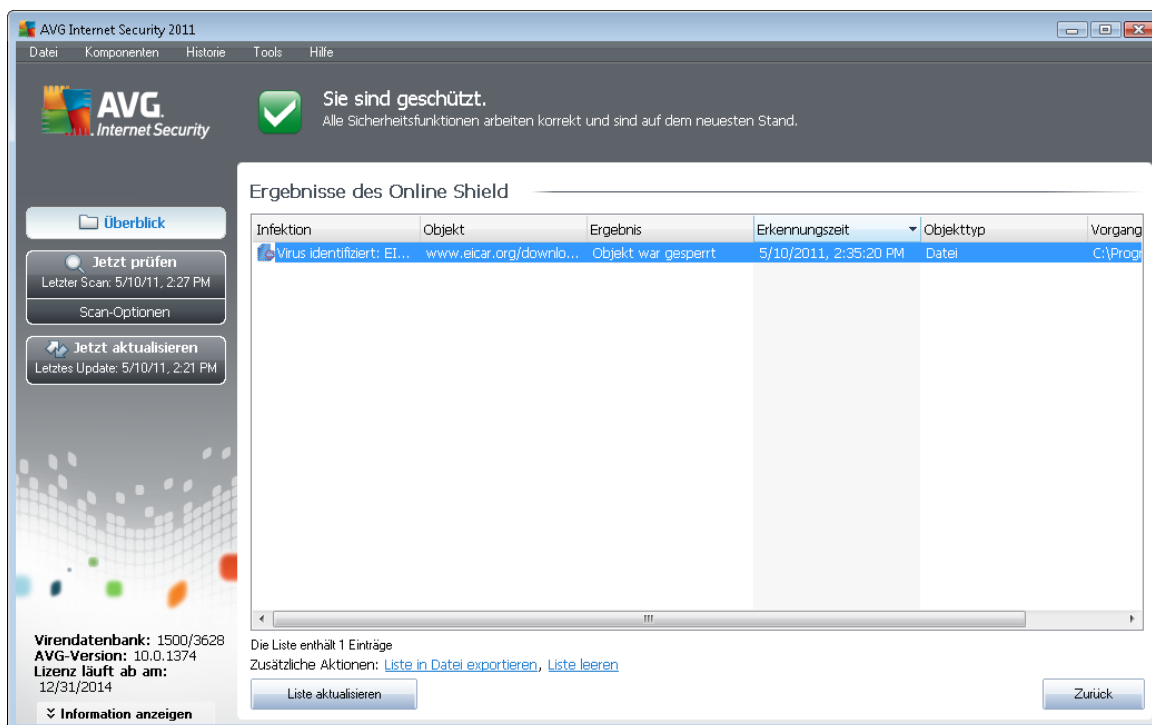 AVG Internet Security 2011
Datei Komponenten Historie Tools Hilfe
AVG.
Internet Security
Sie sind geschützt.
Alle Sicherheitsfunktionen arbeiten korrekt und sind auf dem neuesten Stand.
Überblick
Jetzt prüfen
Letzter Scan: 5/10/11, 2:27 PM
Scan-Optionen
Jetzt aktualisieren
Letztes Update: 5/10/11, 2:21 PM
Virendatenbank: 1500/3628
AVG-Version: 10.0.1374
Lizenz läuft ab am:
12/31/2014
Information anzeigen
Ergebnisse des Online Shield
Infektion Objekt Ergebnis Erkennungszeit Objekttyp Vorgang
Virus identifiziert: EI... www.eicar.org/downlo... Objekt war gesperrt 5/10/2011, 2:35:20 PM Datei C:\Progr
Die Liste enthält 1 Einträge
Zusätzliche Aktionen: Liste in Datei exportieren, Liste leeren
Liste aktualisieren Zurück